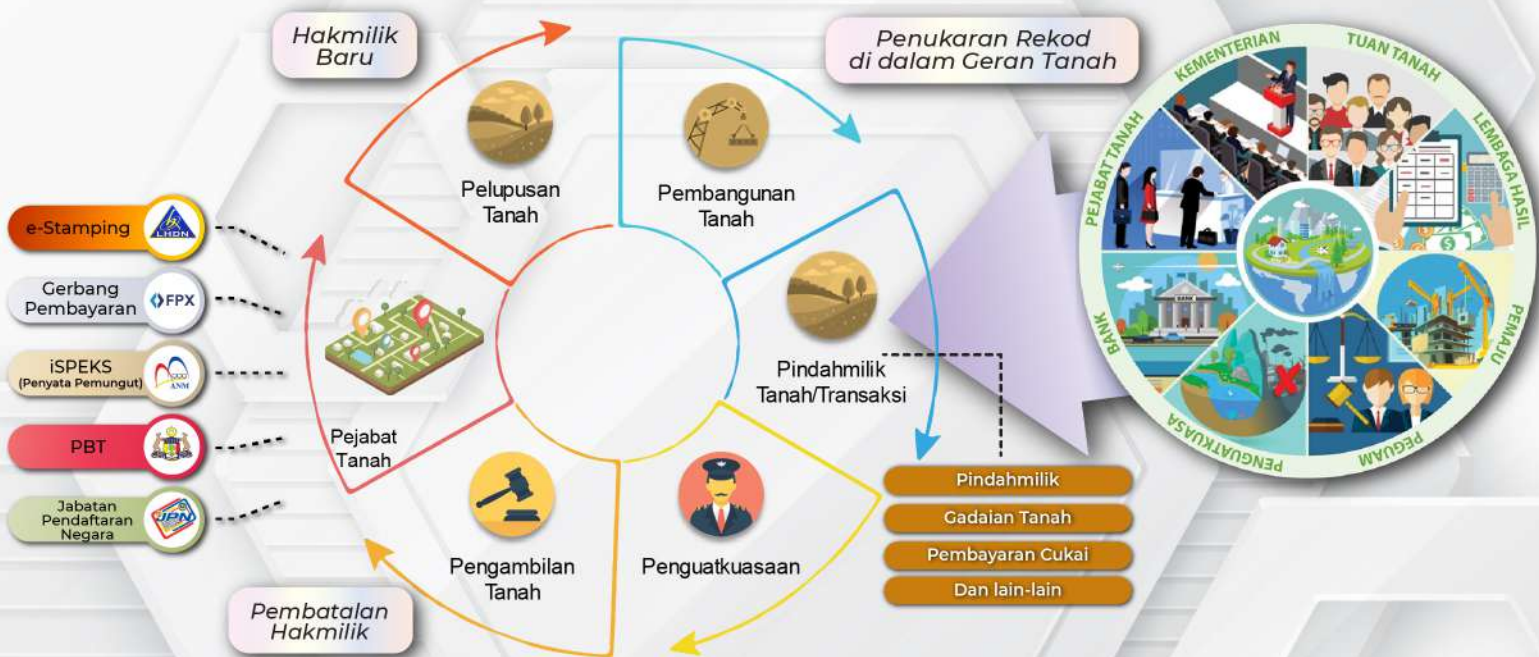 Hakmilik
Baru
Penukaran Rekod
di dalam Geran Tanah
Pelupusan
Tanah
Pembangunan
Tanah
Pindahmilik
Tanah/Transaksi
Penguatkuasaan
Pengambilan
Tanah
Pejabat
Tanah
e-Stamping
LHDN
Gerbang
Pembayaran
FPX
iSPEKS
(Penyata Pemungut)
ANM
PBT
Jabatan
Pendaftaran
Negara
JPN
Pembatalan
Hakmilik
Pindahmilik
Gadaian Tanah
Pembayaran Cukai
Dan lain-lain
KEMENTERIAN
TUAN TANAH
LEMBAGA HASIL
PEMAJU
PEGUAM
PENGUATKUASA
BANK
PEJABAT TANAH
BANK